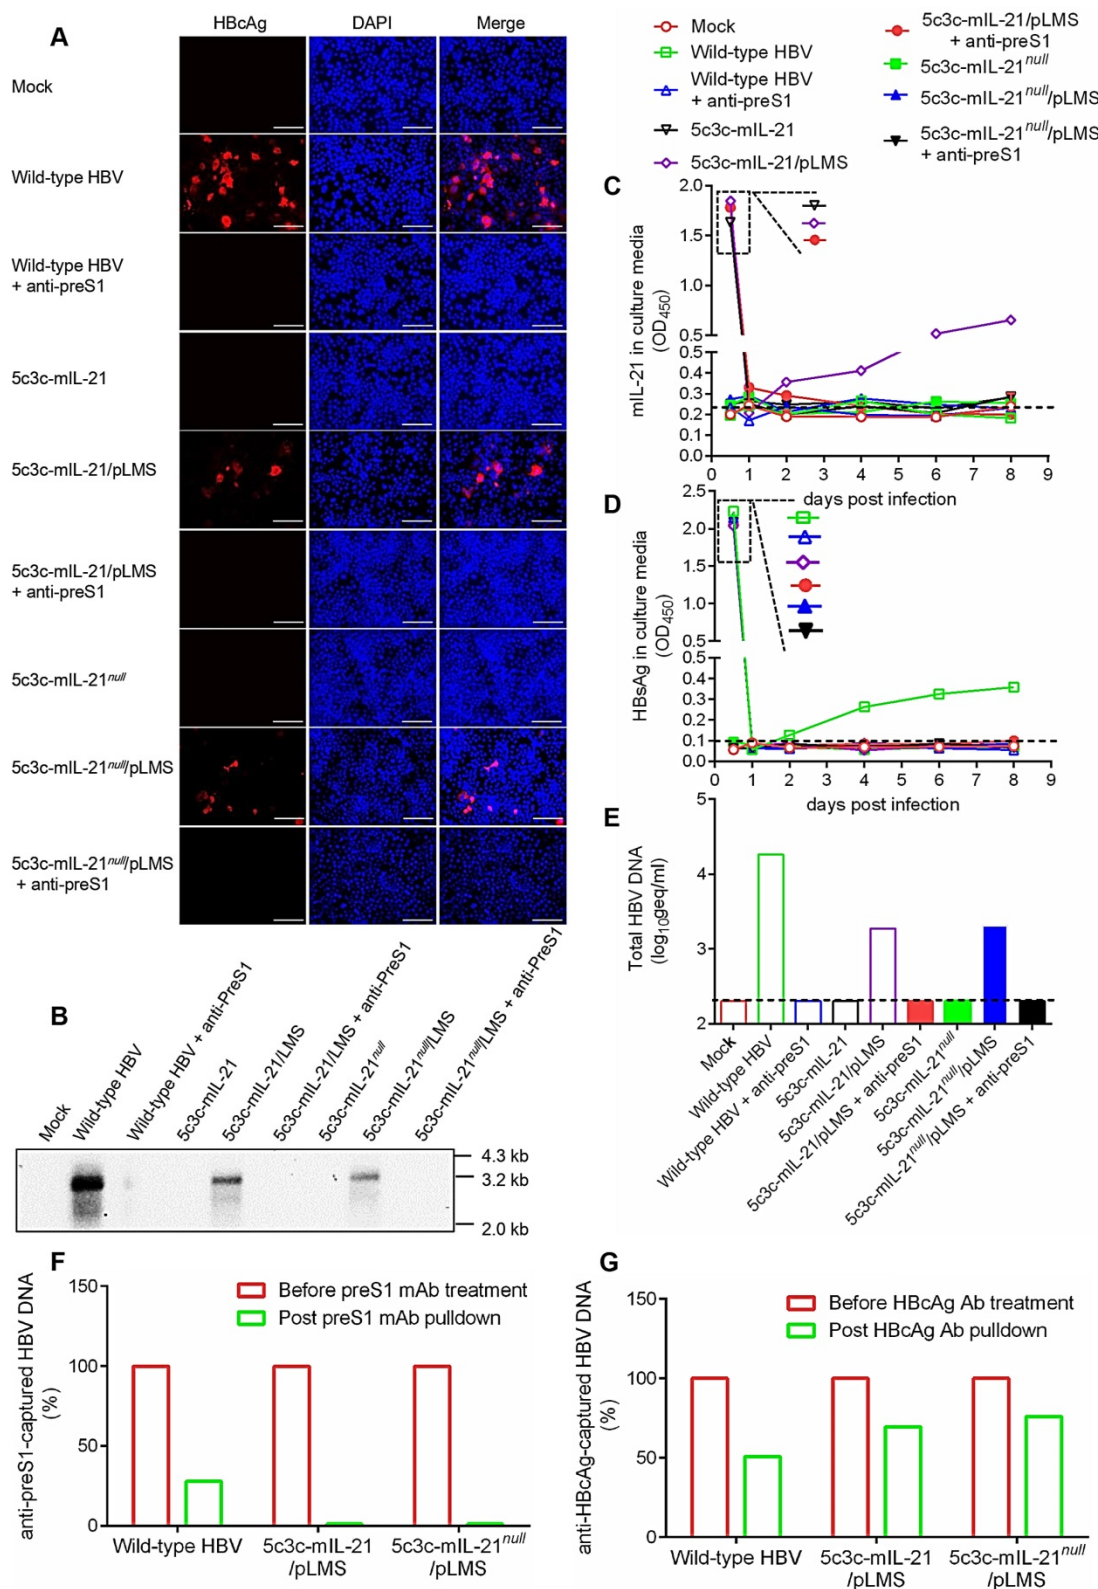 A
HBcAg
DAPI
Merge
Mock
Wild-type HBV
Wild-type HBV
+ anti-preS1
5c3c-mIL-21
5c3c-mIL-21/pLMS
5c3c-mIL-21/pLMS
+ anti-preS1
5c3c-mIL-21null
5c3c-mIL-21null/pLMS
5c3c-mIL-21null/pLMS
+ anti-preS1
B
Mock
Wild-type HBV
Wild-type HBV + anti-PreS1
5c3c-mIL-21
5c3c-mIL-21/LMS
5c3c-mIL-21/LMS + anti-PreS1
5c3c-mIL-21null
5c3c-mIL-21null/LMS
5c3c-mIL-21null/LMS + anti-PreS1
4.3 kb
3.2 kb
2.0 kb
Mock
Wild-type HBV
Wild-type HBV
+ anti-preS1
5c3c-mIL-21
5c3c-mIL-21/pLMS
5c3c-mIL-21/pLMS
+ anti-preS1
5c3c-mIL-21null
5c3c-mIL-21null/pLMS
5c3c-mIL-21null/pLMS
+ anti-preS1
C
mIL-21 in culture media
(OD450)
2.0
1.5
1.0
0.5
0.5
0.4
0.3
0.2
0.1
0.0
0 1 2 3 4 5 6 7 8 9
days post infection
D
HBsAg in culture media
(OD450)
2.5
2.0
1.5
1.0
0.5
0.5
0.4
0.3
0.2
0.1
0.0
0 1 2 3 4 5 6 7 8 9
days post infection
E
Total HBV DNA
(log10geq/ml)
5
4
3
2
Mock
Wild-type HBV
Wild-type HBV + anti-preS1
5c3c-mIL-21
5c3c-mIL-21/pLMS
5c3c-mIL-21/pLMS + anti-preS1
5c3c-mIL-21null
5c3c-mIL-21null/pLMS
5c3c-mIL-21null/pLMS + anti-preS1
F
anti-preS1-captured HBV DNA
(%)
150
100
50
0
Before preS1 mAb treatment
Post preS1 mAb pulldown
Wild-type HBV
5c3c-mIL-21
/pLMS
5c3c-mIL-21null
/pLMS
G
anti-HBcAg-captured HBV DNA
(%)
150
100
50
0
Before HBcAg Ab treatment
Post HBcAg Ab pulldown
Wild-type HBV
5c3c-mIL-21
/pLMS
5c3c-mIL-21null
/pLMS